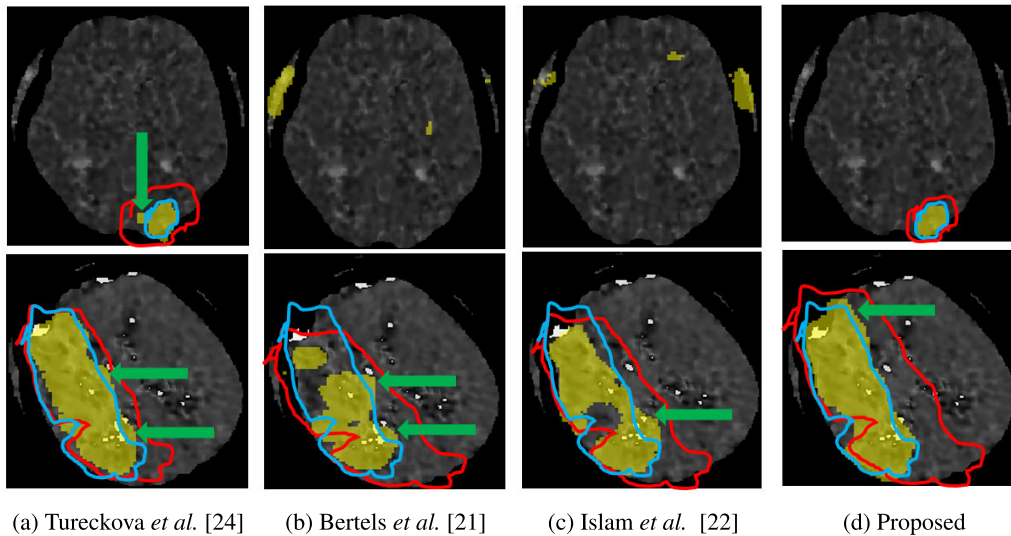 (a) Tureckova et al. [24] (b) Bertels et al. [21] (c) Islam et al. [22] (d) Proposed